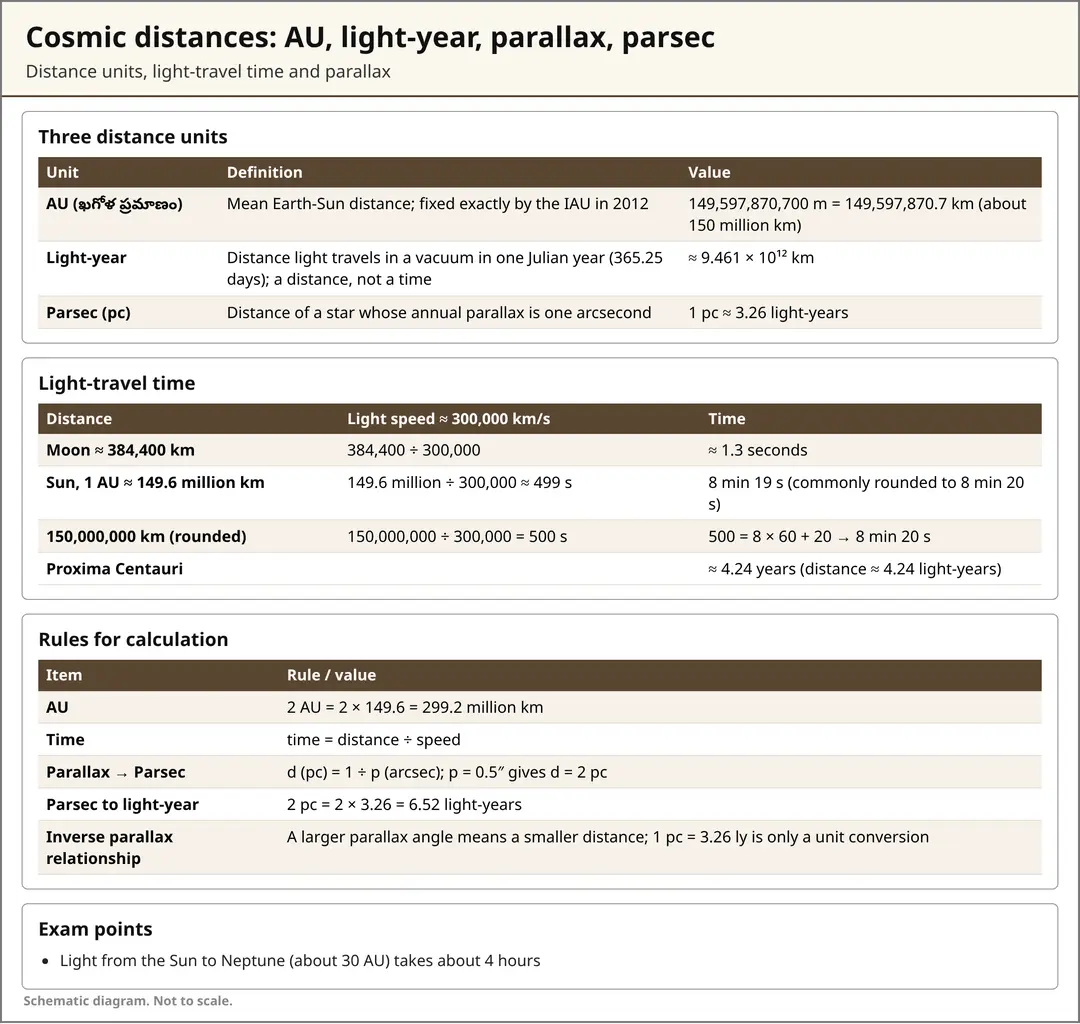 Cosmic distances: AU, light-year, parallax, parsec
Distance units, light-travel time and parallax
Three distance units
Unit Definition Value
AU (ఖగోళ ప్రమాణం) Mean Earth-Sun distance; fixed exactly by the IAU in 2012 149,597,870,700 m = 149,597,870.7 km (about
150 million km)
Light-year Distance light travels in a vacuum in one Julian year (365.25 ≈ 9.461 × 10¹² km
days); a distance, not a time
Parsec (pc) Distance of a star whose annual parallax is one arcsecond 1 pc ≈ 3.26 light-years
Light-travel time
Distance Light speed ≈ 300,000 km/s Time
Moon ≈ 384,400 km 384,400 ÷ 300,000 ≈ 1.3 seconds
Sun, 1 AU ≈ 149.6 million km 149.6 million ÷ 300,000 ≈ 499 s 8 min 19 s (commonly rounded to 8 min 20
s)
150,000,000 km (rounded) 150,000,000 ÷ 300,000 = 500 s 500 = 8 × 60 + 20 → 8 min 20 s
Proxima Centauri ≈ 4.24 years (distance ≈ 4.24 light-years)
Rules for calculation
Item Rule / value
AU 2 AU = 2 × 149.6 = 299.2 million km
Time time = distance ÷ speed
Parallax → Parsec d (pc) = 1 ÷ p (arcsec); p = 0.5″ gives d = 2 pc
Parsec to light-year 2 pc = 2 × 3.26 = 6.52 light-years
Inverse parallax A larger parallax angle means a smaller distance; 1 pc = 3.26 ly is only a unit conversion
relationship
Exam points
• Light from the Sun to Neptune (about 30 AU) takes about 4 hours
Schematic diagram. Not to scale.